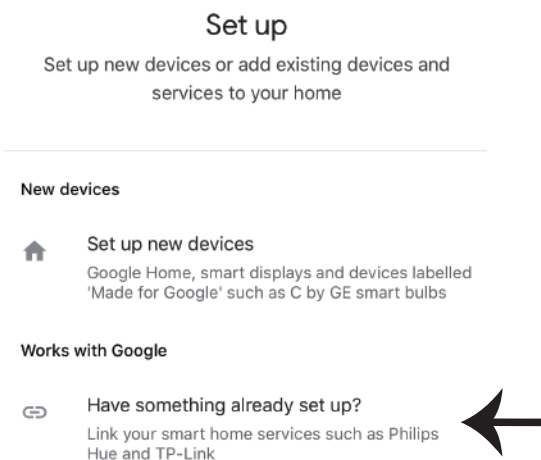 Set up
Set up new devices or add existing devices and
services to your home
New devices
Set up new devices
Google Home, smart displays and devices labelled
'Made for Google' such as C by GE smart bulbs
Works with Google
Have something already set up?
Link your smart home services such as Philips
Hue and TP-Link